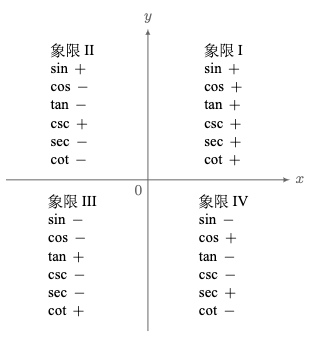 y
象限 II
sin +
cos −
tan −
csc +
sec −
cot −
象限 I
sin +
cos +
tan +
csc +
sec +
cot +
x
0
象限 III
sin −
cos −
tan +
csc −
sec −
cot +
象限 IV
sin −
cos +
tan −
csc −
sec +
cot −